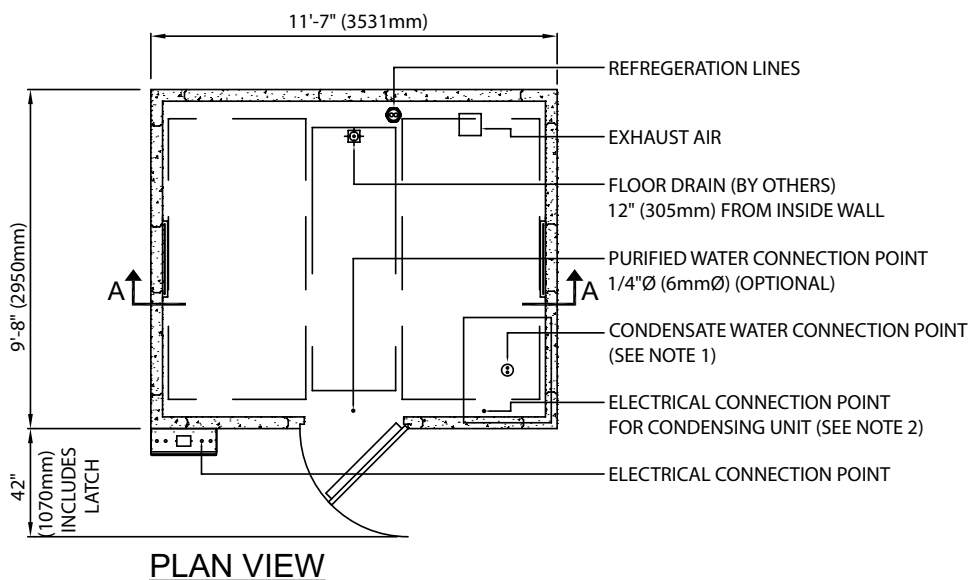 11'-7" (3531mm)
REFREGERATION LINES
EXHAUST AIR
FLOOR DRAIN (BY OTHERS)
12" (305mm) FROM INSIDE WALL
PURIFIED WATER CONNECTION POINT
1/4"Ø (6mmØ) (OPTIONAL)
9'-8" (2950mm)
A
A
CONDENSATE WATER CONNECTION POINT
(SEE NOTE 1)
ELECTRICAL CONNECTION POINT
FOR CONDENSING UNIT (SEE NOTE 2)
ELECTRICAL CONNECTION POINT
42"
(1070mm)
INCLUDES
LATCH
PLAN VIEW